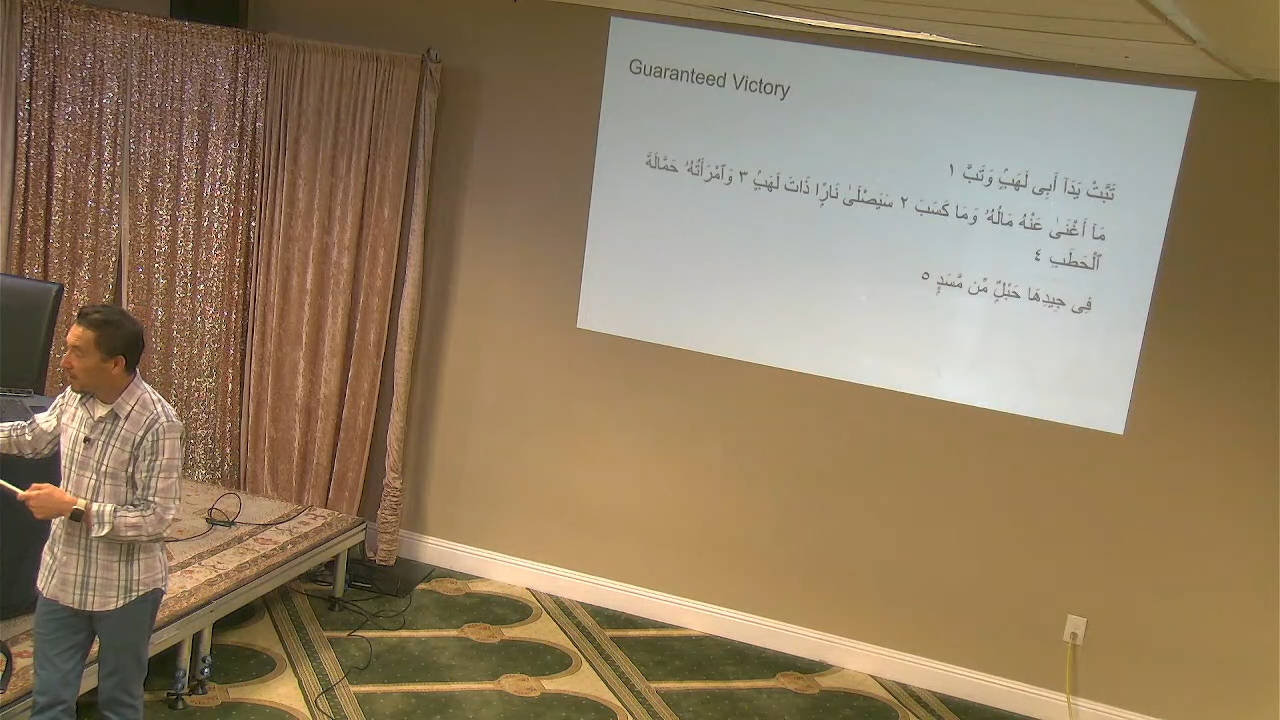 Guaranteed Victory
تَبَّتْ يَدَآ أَبِى لَهَبٍۢ وَتَبَّ ١
مَآ أَغْنَىٰ عَنْهُ مَالُهُۥ وَمَا كَسَبَ ٢ سَيَصْلَىٰ نَارًۭا ذَاتَ لَهَبٍۢ ٣ وَٱمْرَأَتُهُۥ حَمَّالَةَ
ٱلْحَطَبِ ٤
فِى جِيدِهَا حَبْلٌۭ مِّن مَّسَدٍۭ ٥